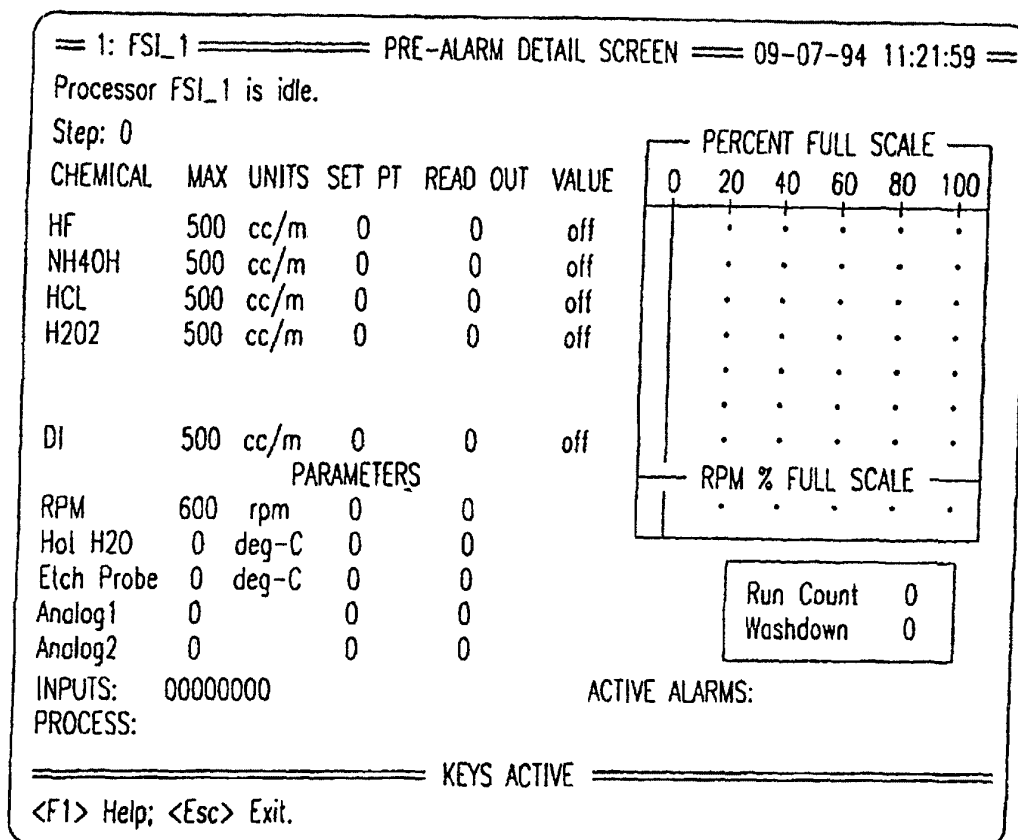 1: FSI_1 PRE-ALARM DETAIL SCREEN 09-07-94 11:21:59
Processor FSI_1 is idle.
Step: 0
CHEMICAL MAX UNITS SET PT READ OUT VALUE
HF 500 cc/m 0 0 off
NH4OH 500 cc/m 0 0 off
HCL 500 cc/m 0 0 off
H2O2 500 cc/m 0 0 off
DI 500 cc/m 0 0 off
PARAMETERS
RPM 600 rpm 0 0
Hot H2O 0 deg-C 0 0
Etch Probe 0 deg-C 0 0
Analog1 0 0 0
Analog2 0 0 0
PERCENT FULL SCALE
0 20 40 60 80 100
RPM % FULL SCALE
Run Count 0
Washdown 0
INPUTS: 00000000
ACTIVE ALARMS:
PROCESS:
KEYS ACTIVE
<F1> Help; <Esc> Exit.